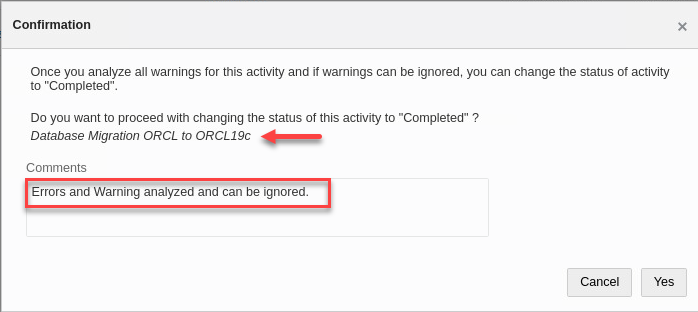 Confirmation
×
Once you analyze all warnings for this activity and if warnings can be ignored, you can change the status of activity
to "Completed".
Do you want to proceed with changing the status of this activity to "Completed" ?
Database Migration ORCL to ORCL19c
Comments
Errors and Warning analyzed and can be ignored.
Cancel
Yes